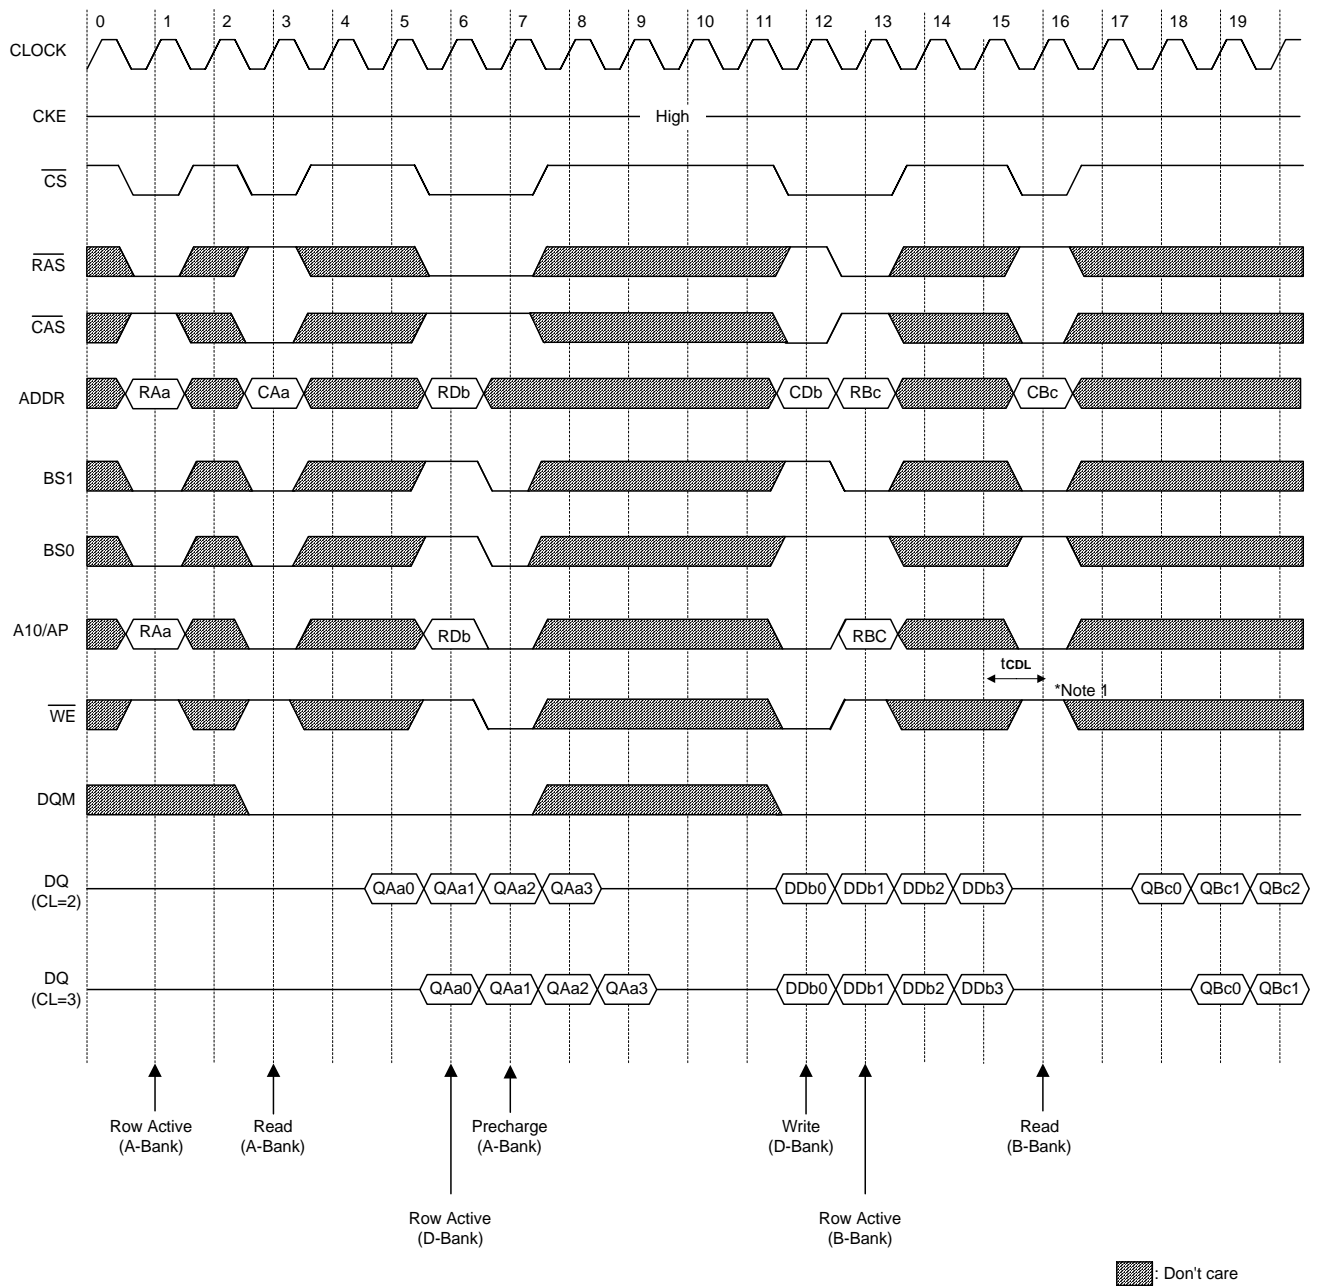 0 1 2 3 4 5 6 7 8 9 10 11 12 13 14 15 16 17 18 19
CLOCK
CKE High
CS
RAS
CAS
ADDR RAa CAa RDb CDb RBc CBc
BS1
BS0
A10/AP RAa RDb RBC
tCDL
*Note 1
WE
DQM
DQ
(CL=2) QAa0 QAa1 QAa2 QAa3 DDb0 DDb1 DDb2 DDb3 QBc0 QBc1 QBc2
DQ
(CL=3) QAa0 QAa1 QAa2 QAa3 DDb0 DDb1 DDb2 DDb3 QBc0 QBc1
Row Active
(A-Bank)
Read
(A-Bank)
Precharge
(A-Bank)
Write
(D-Bank)
Read
(B-Bank)
Row Active
(D-Bank)
Row Active
(B-Bank)
: Don't care